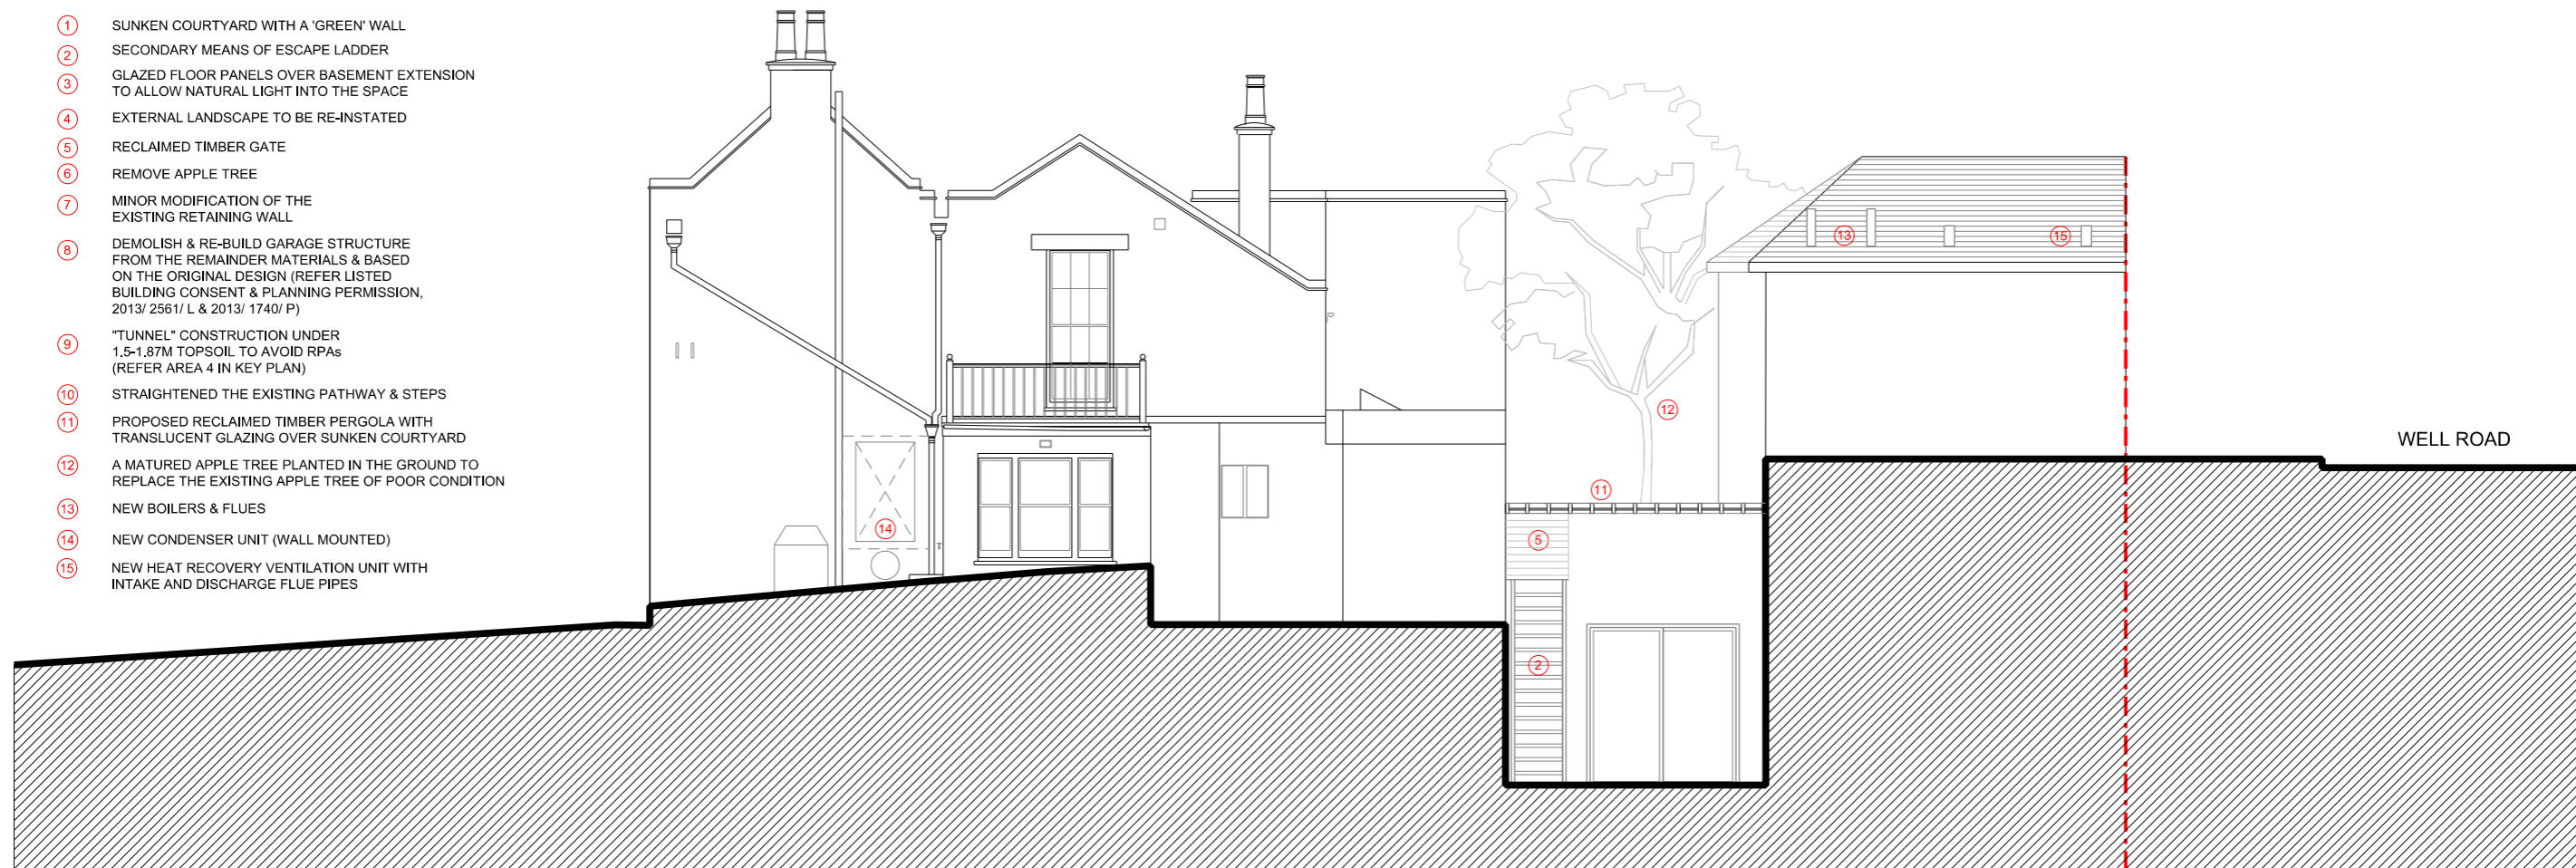 1 SUNKEN COURTYARD WITH A 'GREEN' WALL
2 SECONDARY MEANS OF ESCAPE LADDER
3 GLAZED FLOOR PANELS OVER BASEMENT EXTENSION
TO ALLOW NATURAL LIGHT INTO THE SPACE
4 EXTERNAL LANDSCAPE TO BE RE-INSTATED
5 RECLAIMED TIMBER GATE
6 REMOVE APPLE TREE
7 MINOR MODIFICATION OF THE
EXISTING RETAINING WALL
8 DEMOLISH & RE-BUILD GARAGE STRUCTURE
FROM THE REMAINDER MATERIALS & BASED
ON THE ORIGINAL DESIGN (REFER LISTED
BUILDING CONSENT & PLANNING PERMISSION,
2013/ 2561/ L & 2013/ 1740/ P)
9 "TUNNEL" CONSTRUCTION UNDER
1.5-1.87M TOPSOIL TO AVOID RPAs
(REFER AREA 4 IN KEY PLAN)
10 STRAIGHTENED THE EXISTING PATHWAY & STEPS
11 PROPOSED RECLAIMED TIMBER PERGOLA WITH
TRANSLUCENT GLAZING OVER SUNKEN COURTYARD
12 A MATURED APPLE TREE PLANTED IN THE GROUND TO
REPLACE THE EXISTING APPLE TREE OF POOR CONDITION
13 NEW BOILERS & FLUES
14 NEW CONDENSER UNIT (WALL MOUNTED)
15 NEW HEAT RECOVERY VENTILATION UNIT WITH
INTAKE AND DISCHARGE FLUE PIPES
13
15
12
WELL ROAD
11
14
5
2